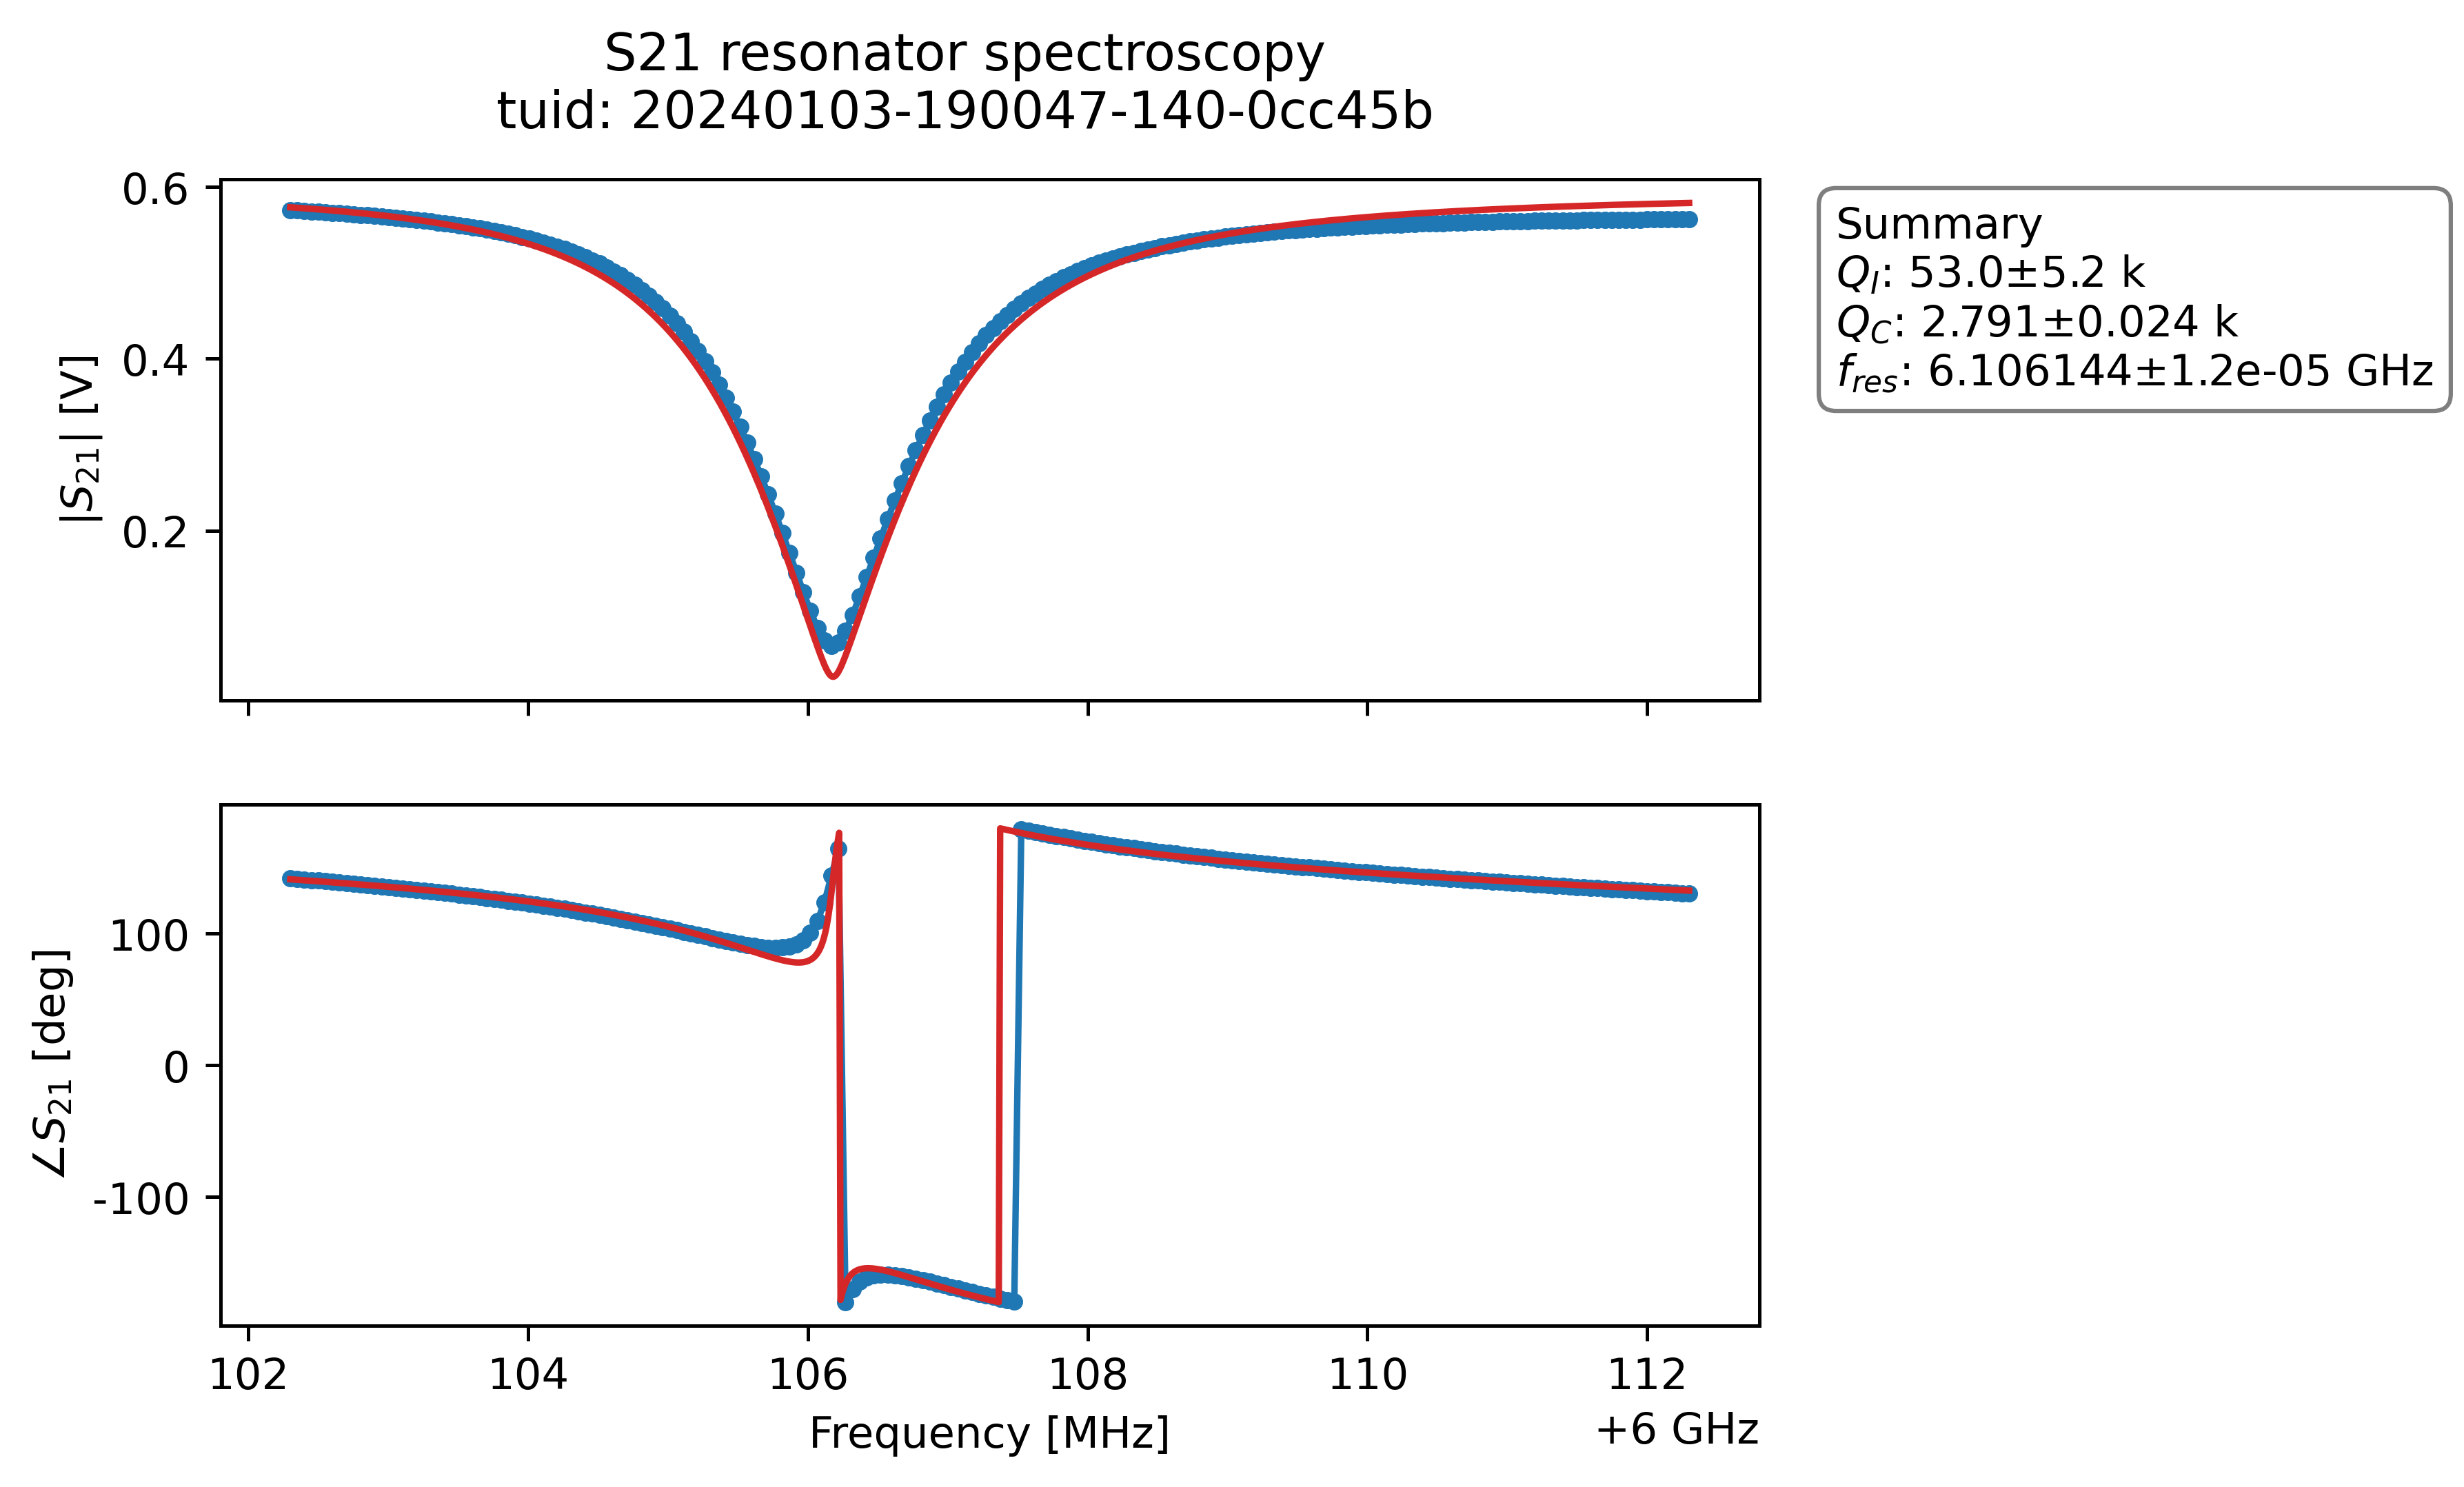 S21 resonator spectroscopy
tuid: 20240103-190047-140-0cc45b
0.6
0.4
0.2
|S21| [V]
Summary
QI: 53.0±5.2 k
QC: 2.791±0.024 k
fres: 6.106144±1.2e-05 GHz
100
0
-100
∠S21 [deg]
102
104
106
108
110
112
Frequency [MHz]
+6 GHz